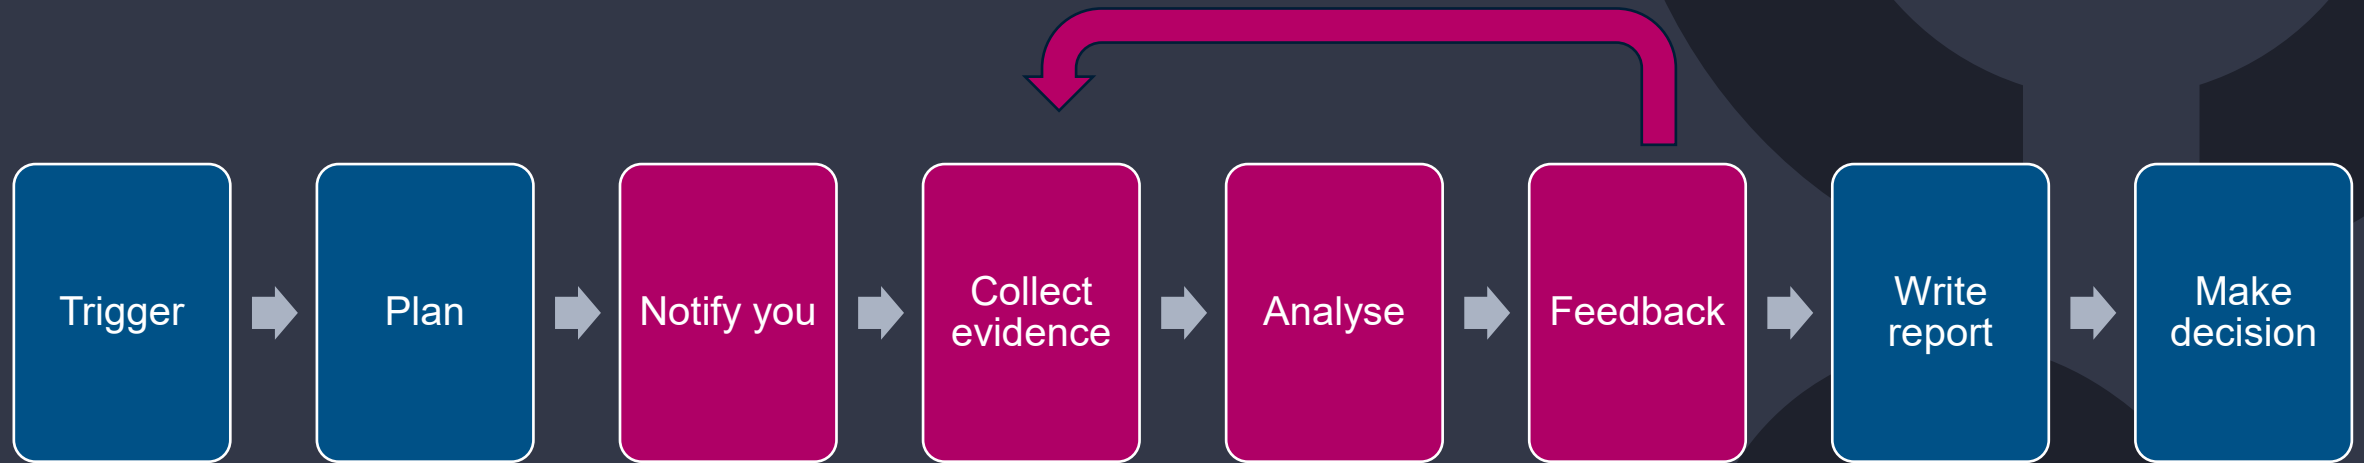 Trigger
Plan
Notify you
Collect
evidence
Analyse
Feedback
Write
report
Make
decision